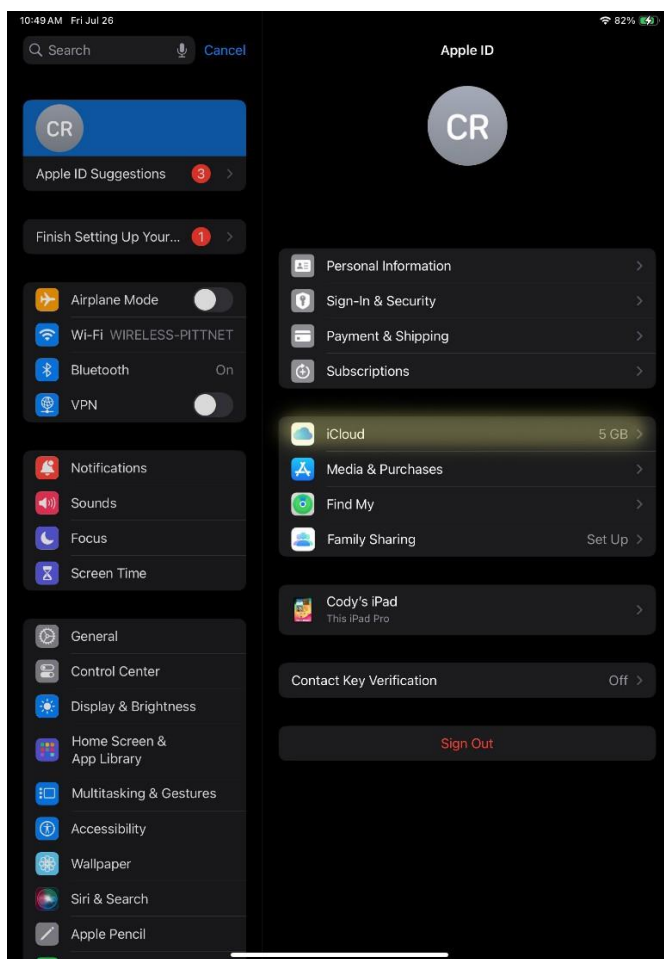 10:49 AM Fri Jul 26
82%
Search
Cancel
CR
Apple ID Suggestions 3
Finish Setting Up Your... 1
Airplane Mode
Wi-Fi WIRELESS-PITTNET
Bluetooth On
VPN
Notifications
Sounds
Focus
Screen Time
General
Control Center
Display & Brightness
Home Screen &
App Library
Multitasking & Gestures
Accessibility
Wallpaper
Siri & Search
Apple Pencil
Apple ID
CR
Personal Information
Sign-In & Security
Payment & Shipping
Subscriptions
iCloud 5 GB
Media & Purchases
Find My
Family Sharing Set Up
Cody's iPad
This iPad Pro
Contact Key Verification Off
Sign Out